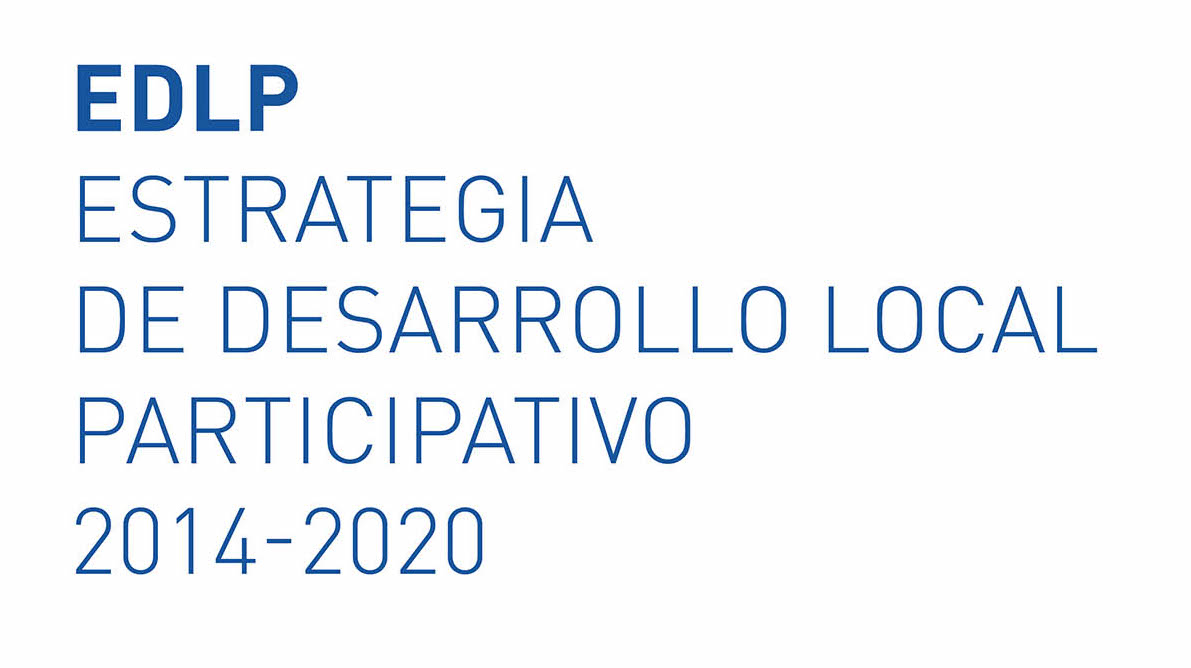 EDLP
ESTRATEGIA
DE DESARROLLO LOCAL
PARTICIPATIVO
2014-2020